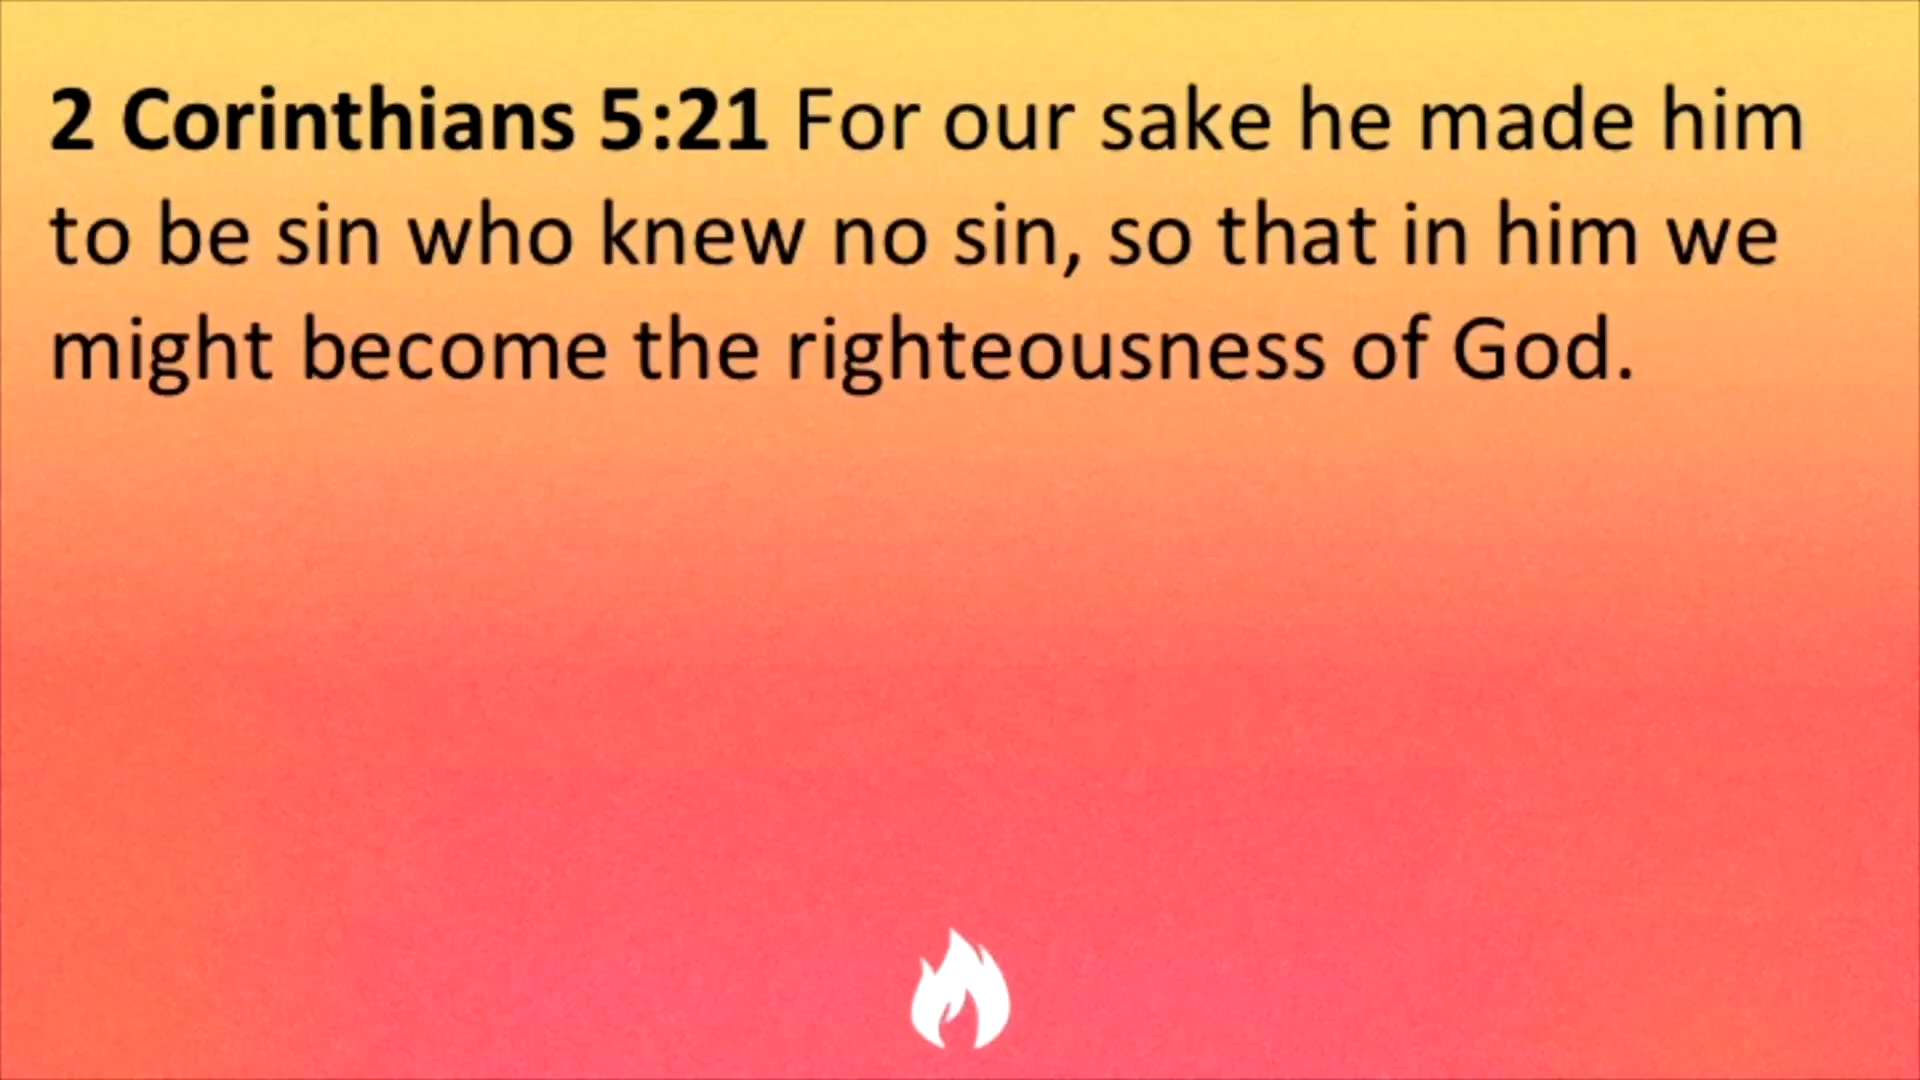 2 Corinthians 5:21 For our sake he made him
to be sin who knew no sin, so that in him we
might become the righteousness of God.